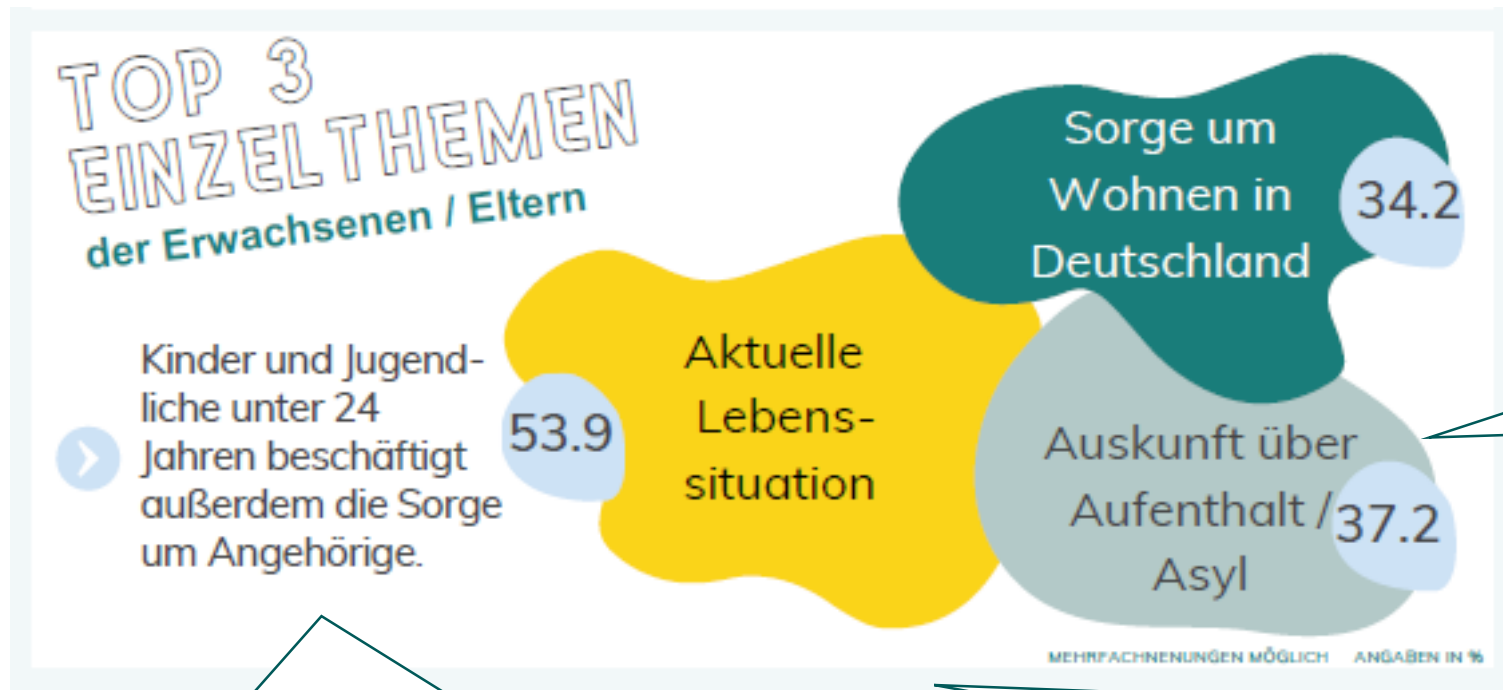 TOP 3
EINZELTHEMEN
der Erwachsenen / Eltern
Kinder und Jugend-
liche unter 24
Jahren beschäftigt
außerdem die Sorge
um Angehörige.
53.9
Aktuelle
Lebens-
situation
Sorge um
Wohnen in
Deutschland
34.2
Auskunft über
Aufenthalt /
Asyl
37.2
MEHRFACHNENUNGEN MÖGLICH ANGABEN IN %